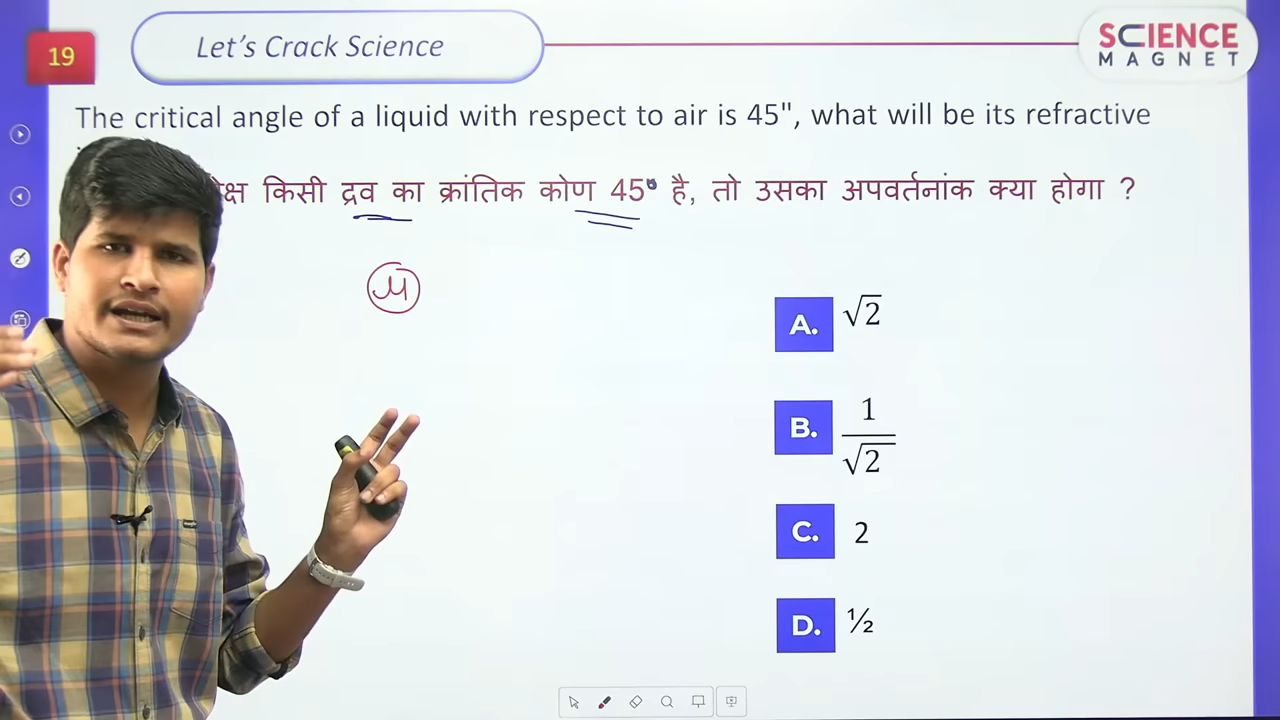 19
Let's Crack Science
SCIENCE
MAGNET
The critical angle of a liquid with respect to air is 45", what will be its refractive
किसी द्रव का क्रांतिक कोण 45° है, तो उसका अपवर्तनांक क्या होगा ?
μ
A. √2
B. 1/√2
C. 2
D. ½